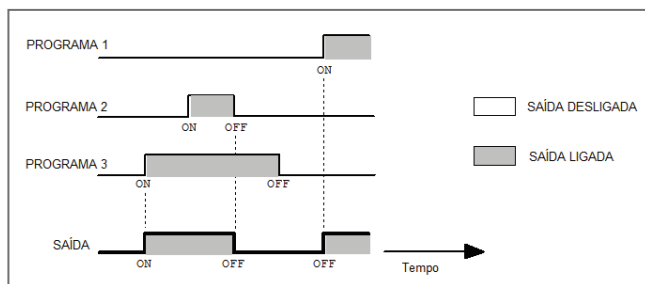 PROGRAMA 1
ON
PROGRAMA 2
ON OFF
SAÍDA DESLIGADA
PROGRAMA 3
ON OFF
SAÍDA LIGADA
SAÍDA
ON OFF OFF
Tempo